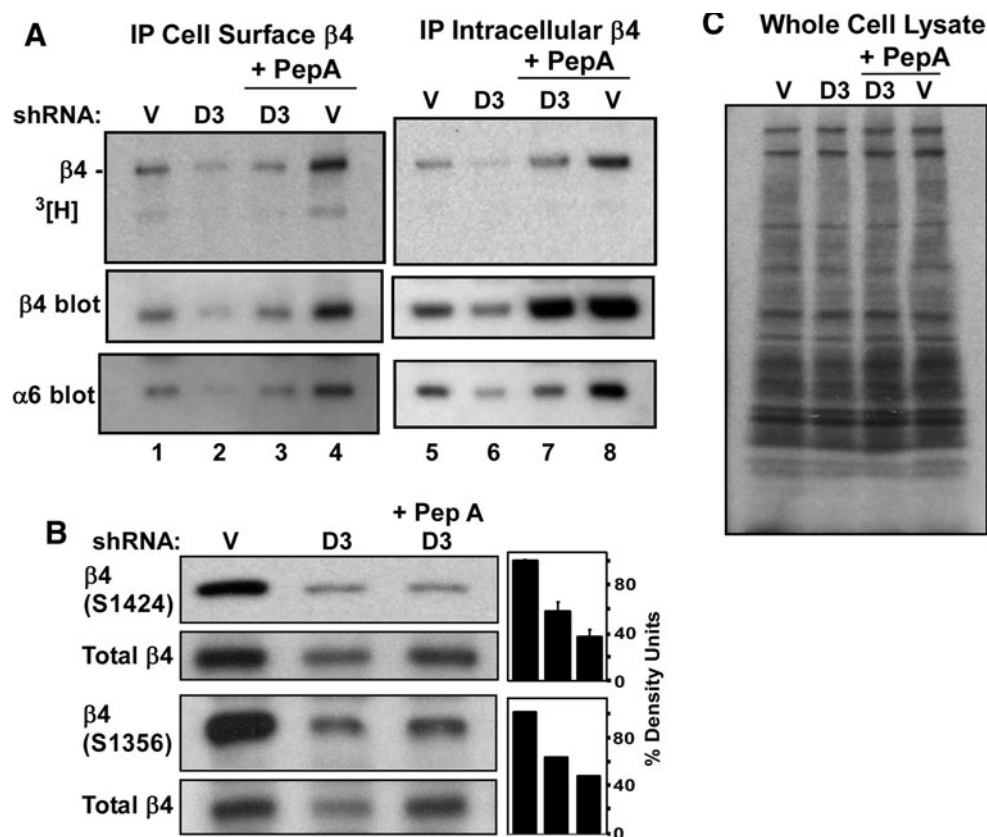 A
IP Cell Surface β4
+ PepA
shRNA: V D3 D3 V
β4 -
³[H]
β4 blot
α6 blot
1 2 3 4
IP Intracellular β4
+ PepA
V D3 D3 V
5 6 7 8
C
Whole Cell Lysate
+ PepA
V D3 D3 V
B
+ Pep A
shRNA: V D3 D3
β4
(S1424)
Total β4
β4
(S1356)
Total β4
80
40
0
80
40
0
% Density Units